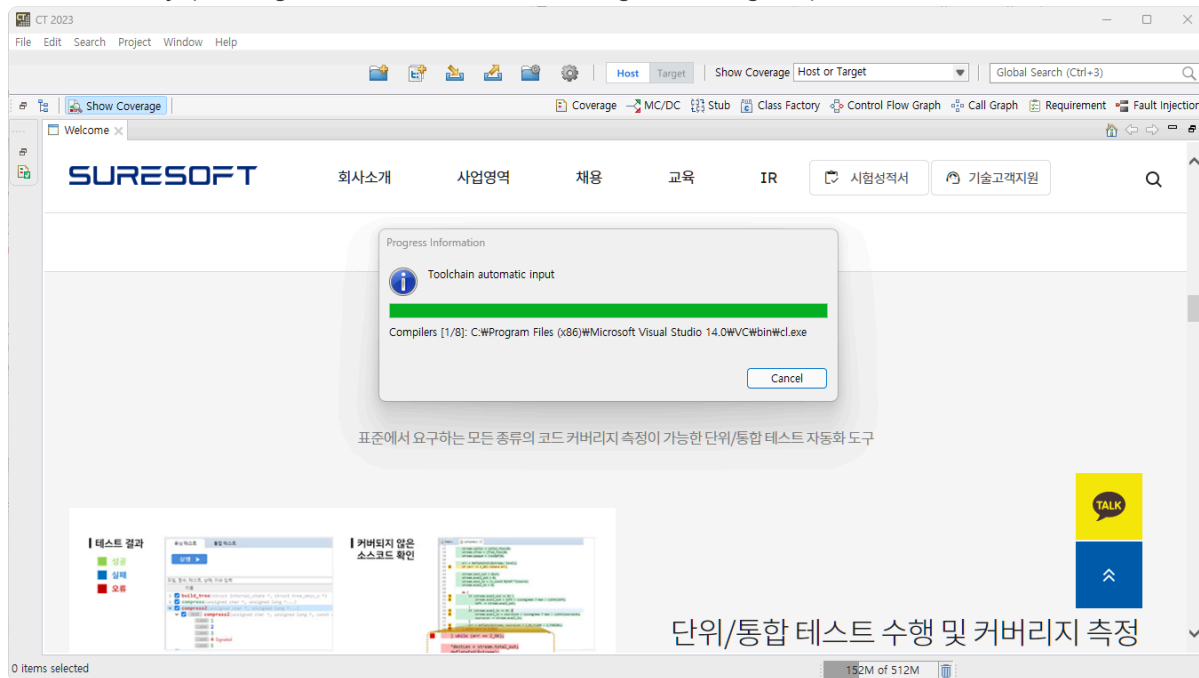 CT 2023
File Edit Search Project Window Help
Host Target Show Coverage Host or Target Global Search (Ctrl+3)
Show Coverage Coverage MC/DC Stub Class Factory Control Flow Graph Call Graph Requirement Fault Injection
Welcome
SURESOFT 회사소개 사업영역 채용 교육 IR 시험성적서 기술고객지원
Progress Information
Toolchain automatic input
Compilers [1/8]: C:₩Program Files (x86)₩Microsoft Visual Studio 14.0₩VC₩bin₩cl.exe
Cancel
표준에서 요구하는 모든 종류의 코드 커버리지 측정이 가능한 단위/통합 테스트 자동화 도구
TALK
테스트 결과
성공
실패
오류
커버되지 않은
소스코드 확인
단위/통합 테스트 수행 및 커버리지 측정
0 items selected 152M of 512M